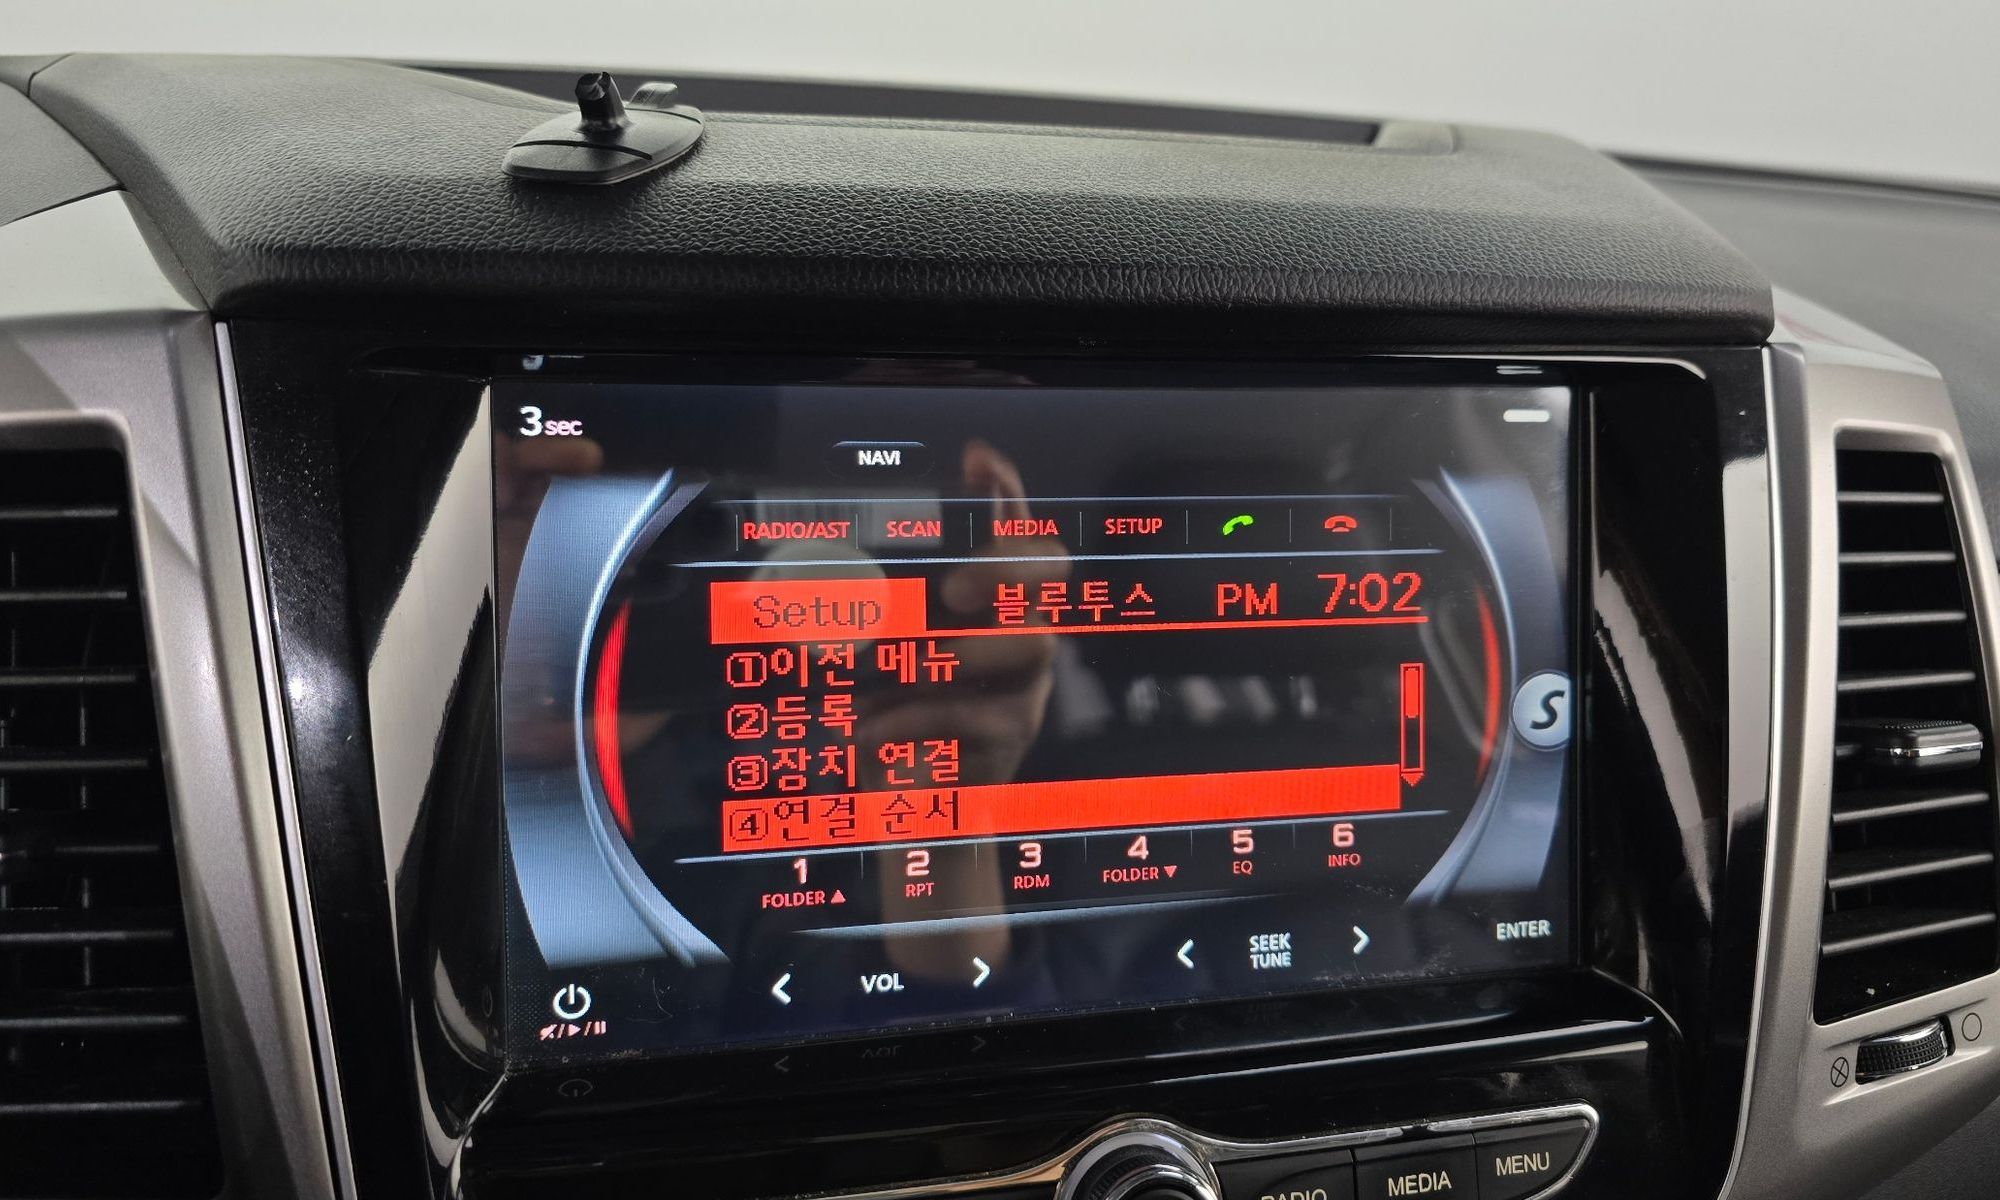 3sec
NAVI
RADIO/AST SCAN MEDIA SETUP
Setup 블루투스 PM 7:02
①이전 메뉴
②등록
③장치 연결
④연결 순서
1 2 3 4 5 6
FOLDER▲ RPT RDM FOLDER▼ EQ INFO
S
< VOL > < SEEK TUNE > ENTER
RADIO MEDIA MENU